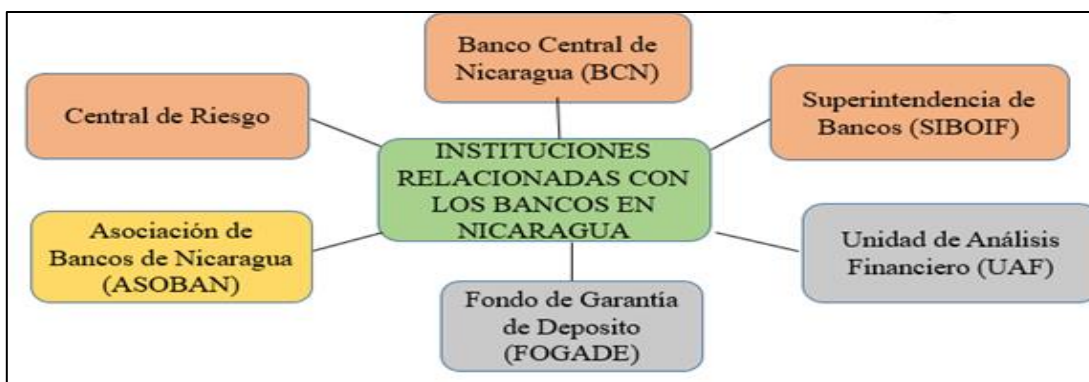 Banco Central de
Nicaragua (BCN)
Central de Riesgo
Superintendencia de
Bancos (SIBOIF)
INSTITUCIONES
RELACIONADAS CON
LOS BANCOS EN
NICARAGUA
Asociación de
Bancos de Nicaragua
(ASOBAN)
Unidad de Análisis
Financiero (UAF)
Fondo de Garantía
de Deposito
(FOGADE)